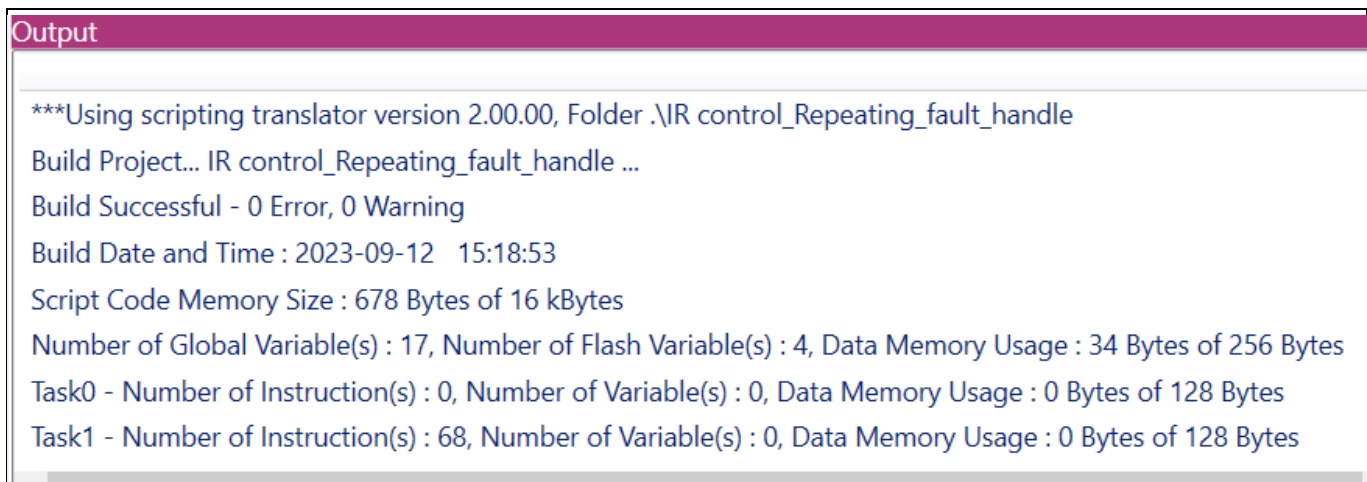 Output
***Using scripting translator version 2.00.00, Folder .\IR control_Repeating_fault_handle
Build Project... IR control_Repeating_fault_handle ...
Build Successful - 0 Error, 0 Warning
Build Date and Time : 2023-09-12   15:18:53
Script Code Memory Size : 678 Bytes of 16 kBytes
Number of Global Variable(s) : 17, Number of Flash Variable(s) : 4, Data Memory Usage : 34 Bytes of 256 Bytes
Task0 - Number of Instruction(s) : 0, Number of Variable(s) : 0, Data Memory Usage : 0 Bytes of 128 Bytes
Task1 - Number of Instruction(s) : 68, Number of Variable(s) : 0, Data Memory Usage : 0 Bytes of 128 Bytes